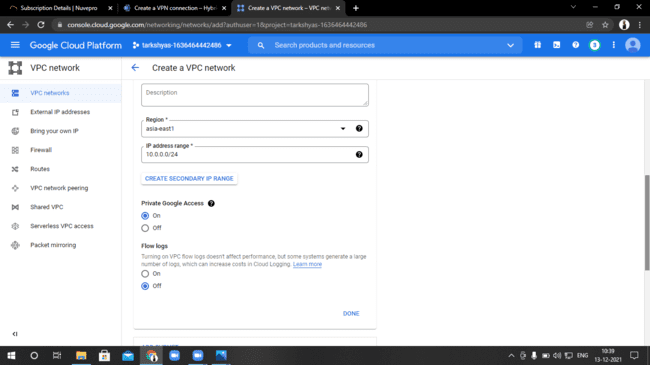 Subscription Details | Nuvepro
Create a VPN connection – Hybr
Create a VPC network – VPC netw
console.cloud.google.com/networking/networks/add?authuser=1&project=tarkshyas-1636464442486
Google Cloud Platform
tarkshyas-1636464442486
Search products and resources
3
VPC network
Create a VPC network
VPC networks
External IP addresses
Bring your own IP
Firewall
Routes
VPC network peering
Shared VPC
Serverless VPC access
Packet mirroring
Description
Region *
asia-east1
IP address range *
10.0.0.0/24
CREATE SECONDARY IP RANGE
Private Google Access
On
Off
Flow logs
Turning on VPC flow logs doesn't affect performance, but some systems generate a large
number of logs, which can increase costs in Cloud Logging. Learn more
On
Off
DONE
ENG
10:39
13-12-2021